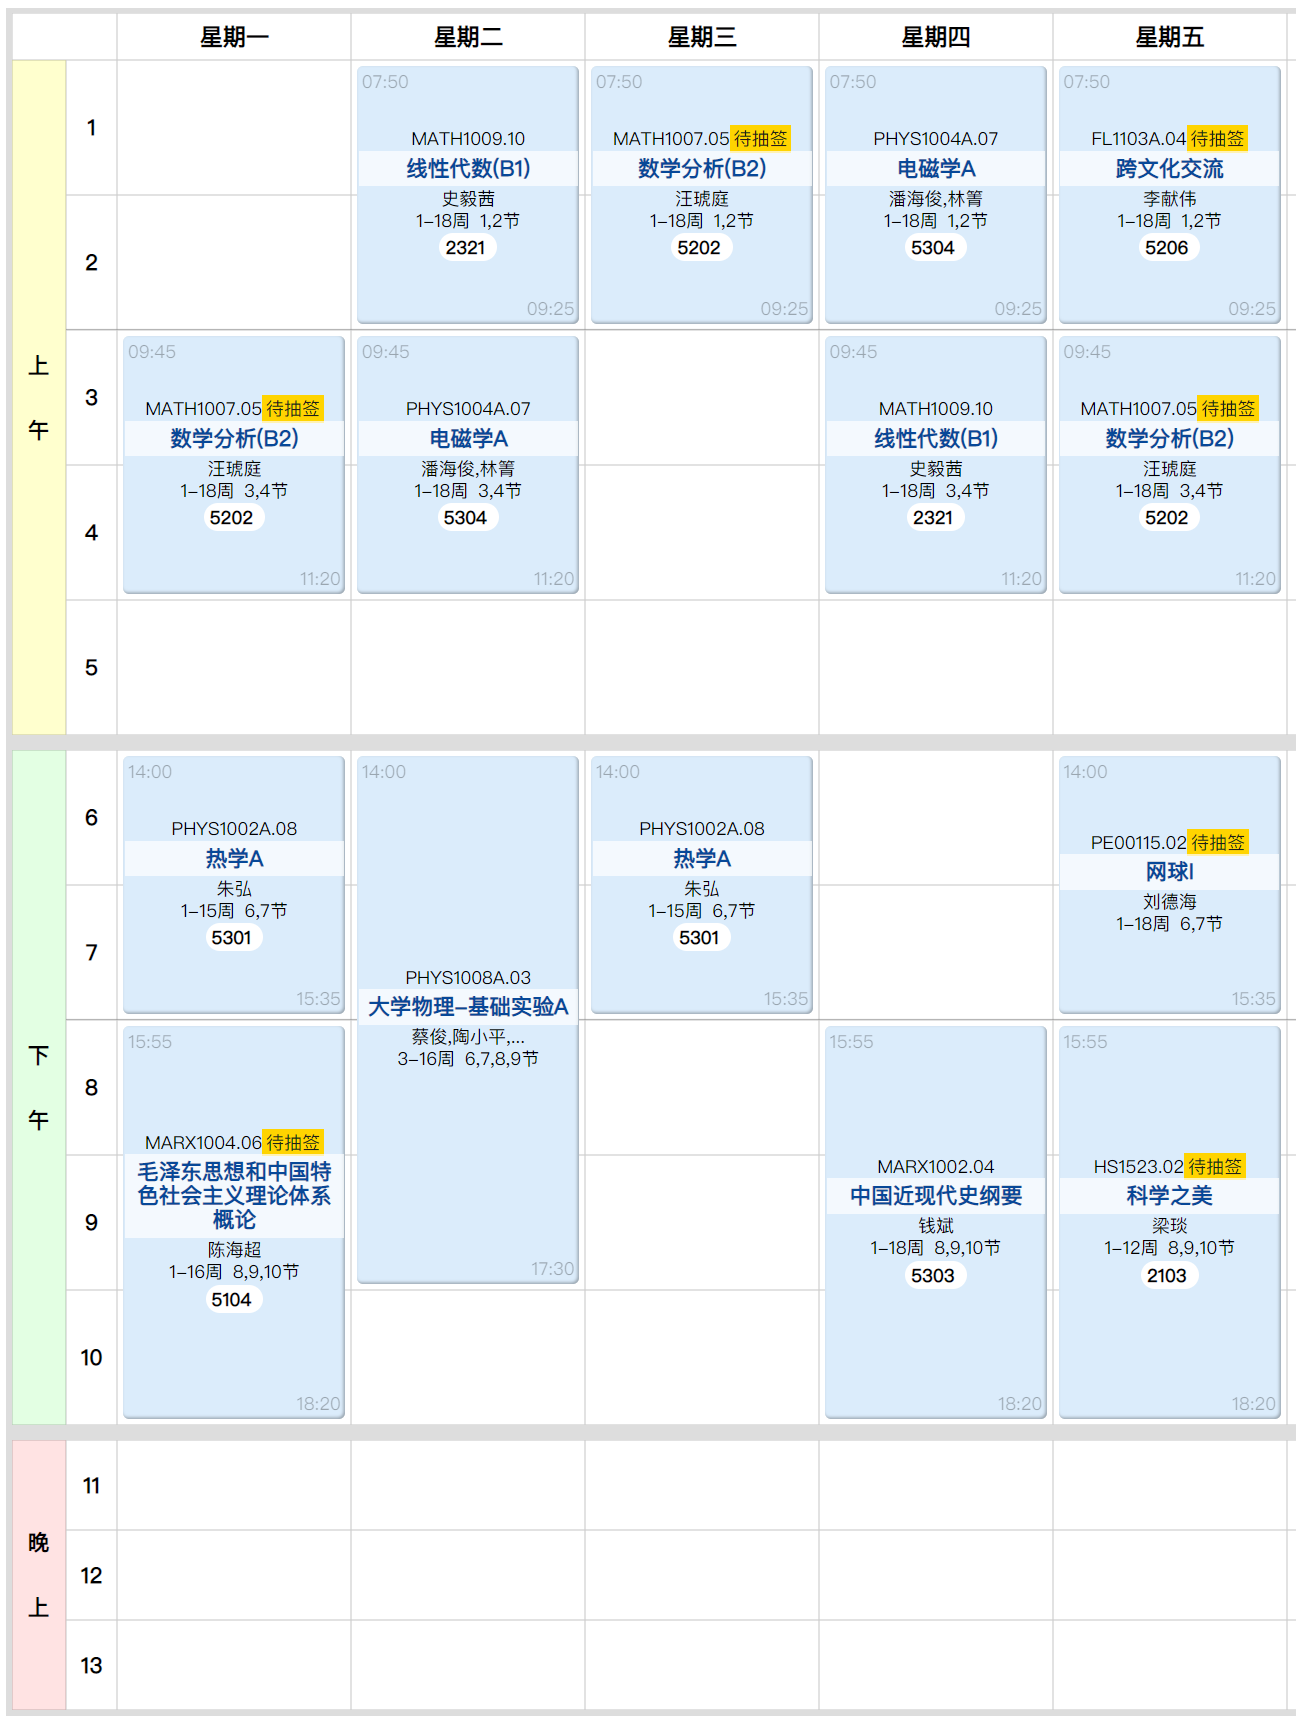 星期一 星期二 星期三 星期四 星期五
上午
1
2
3
4
5
07:50
MATH1009.10
线性代数(B1)
史毅茜
1-18周 1,2节
2321
09:25
07:50
MATH1007.05 待抽签
数学分析(B2)
汪琥庭
1-18周 1,2节
5202
09:25
07:50
PHYS1004A.07
电磁学A
潘海俊,林箐
1-18周 1,2节
5304
09:25
07:50
FL1103A.04 待抽签
跨文化交流
李献伟
1-18周 1,2节
5206
09:25
09:45
MATH1007.05 待抽签
数学分析(B2)
汪琥庭
1-18周 3,4节
5202
11:20
09:45
PHYS1004A.07
电磁学A
潘海俊,林箐
1-18周 3,4节
5304
11:20
09:45
MATH1009.10
线性代数(B1)
史毅茜
1-18周 3,4节
2321
11:20
09:45
MATH1007.05 待抽签
数学分析(B2)
汪琥庭
1-18周 3,4节
5202
11:20
下午
6
7
8
9
10
14:00
PHYS1002A.08
热学A
朱弘
1-15周 6,7节
5301
15:35
14:00
PHYS1008A.03
大学物理-基础实验A
蔡俊,陶小平,...
3-16周 6,7,8,9节
17:30
14:00
PHYS1002A.08
热学A
朱弘
1-15周 6,7节
5301
15:35
14:00
PE00115.02 待抽签
网球I
刘德海
1-18周 6,7节
15:35
15:55
MARX1004.06 待抽签
毛泽东思想和中国特
色社会主义理论体系
概论
陈海超
1-16周 8,9,10节
5104
18:20
15:55
MARX1002.04
中国近现代史纲要
钱斌
1-18周 8,9,10节
5303
18:20
15:55
HS1523.02 待抽签
科学之美
梁琰
1-12周 8,9,10节
2103
18:20
晚上
11
12
13